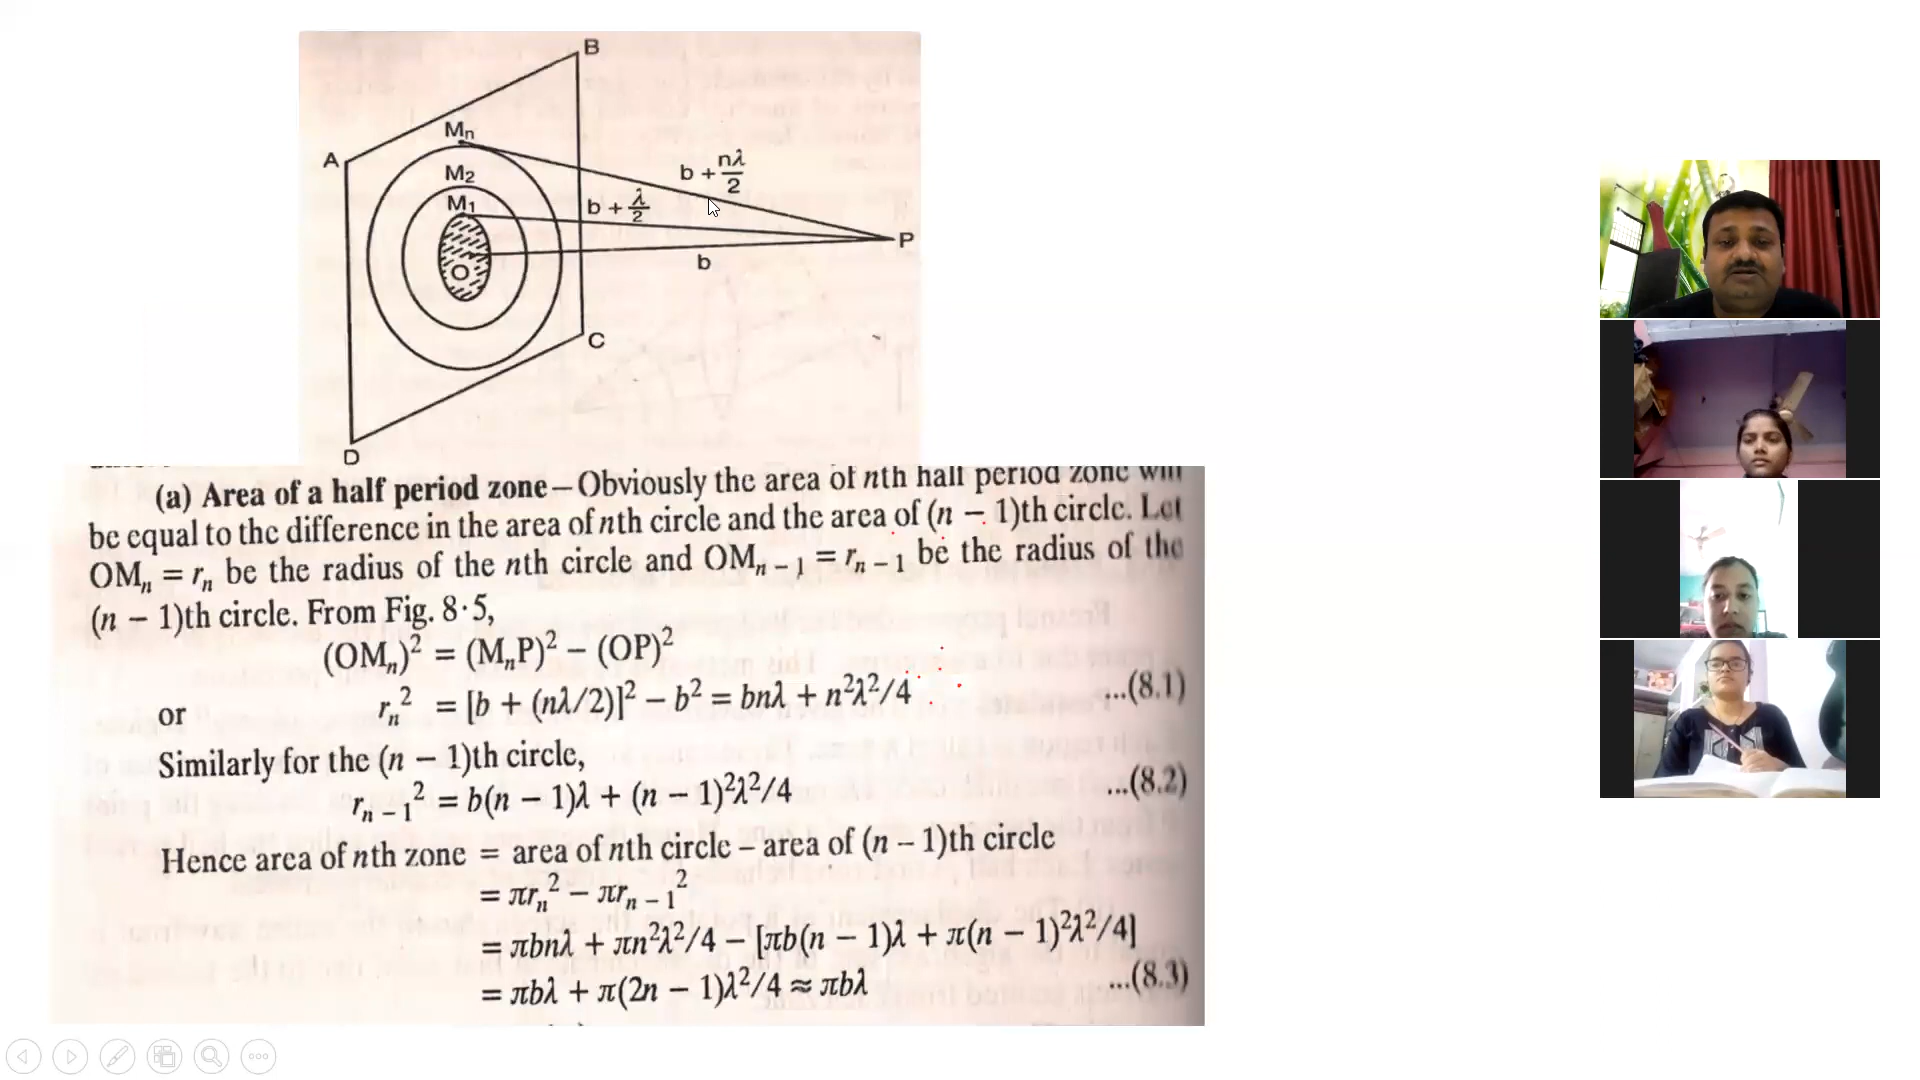 B
Mn
A
M2
b + nλ/2
M1
b + λ/2
P
b
O
C
D
(a) Area of a half period zone—Obviously the area of nth half period zone will
be equal to the difference in the area of nth circle and the area of (n − 1)th circle. Let
OMₙ = rₙ be the radius of the nth circle and OMₙ₋₁ = rₙ₋₁ be the radius of the
(n − 1)th circle. From Fig. 8·5,
(OMₙ)² = (MₙP)² − (OP)²
or rₙ² = [b + (nλ/2)]² − b² = bnλ + n²λ²/4 ...(8.1)
Similarly for the (n − 1)th circle,
rₙ₋₁² = b(n − 1)λ + (n − 1)²λ²/4 ...(8.2)
Hence area of nth zone = area of nth circle – area of (n – 1)th circle
= πrₙ² − πrₙ₋₁²
= πbnλ + πn²λ²/4 − [πb(n − 1)λ + π(n − 1)²λ²/4]
= πbλ + π(2n − 1)λ²/4 ≈ πbλ ...(8.3)